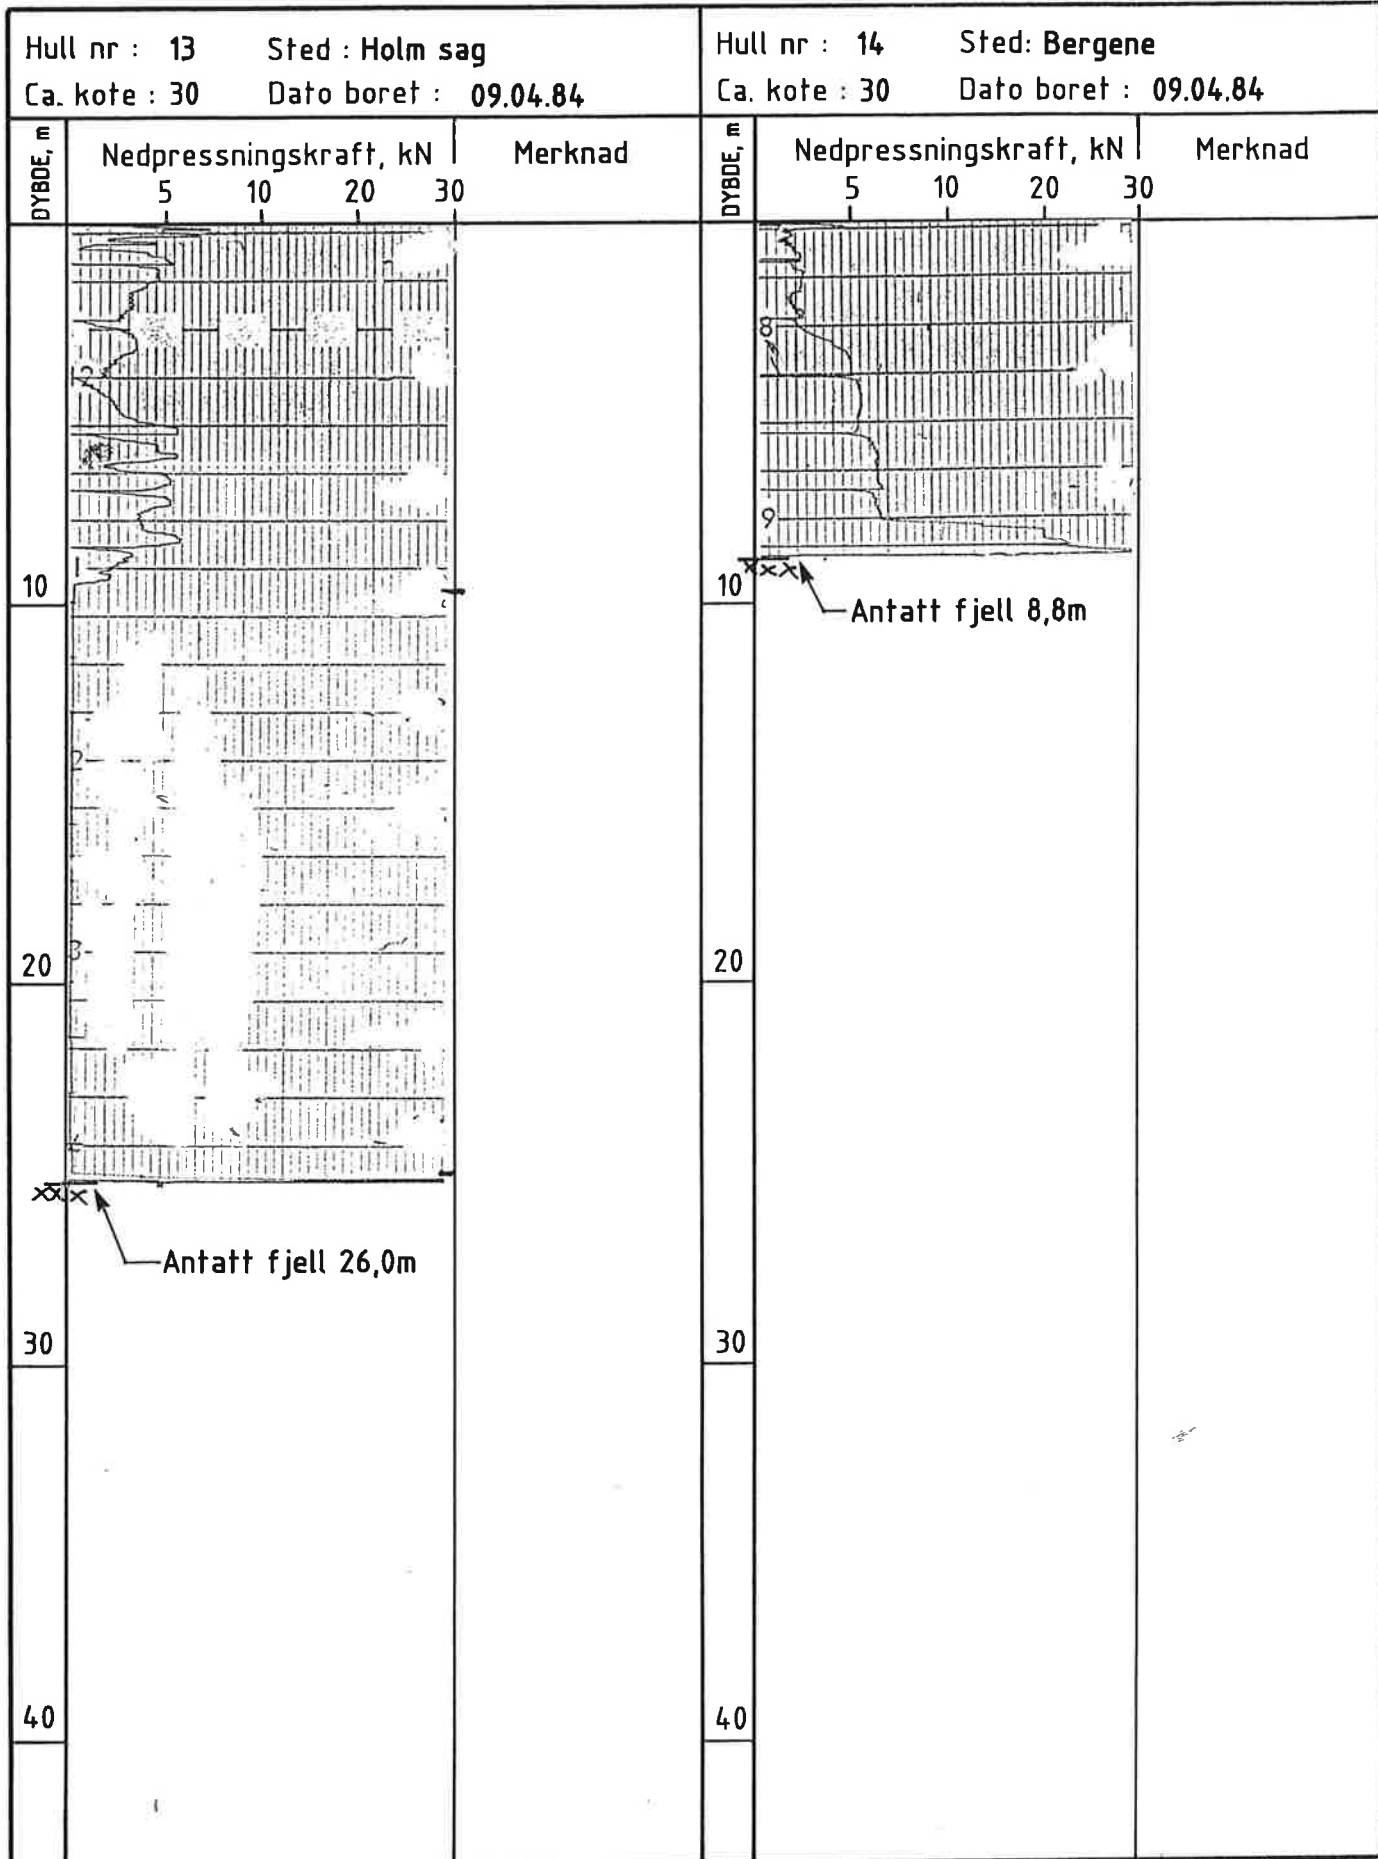 Hull nr : 13 Sted : Holm sag
Ca. kote : 30 Dato boret : 09.04.84
DYBDE, m
Nedpressningskraft, kN
Merknad
5 10 20 30
10
20
30
40
Antatt fjell 26,0m
Hull nr : 14 Sted: Bergene
Ca. kote : 30 Dato boret : 09.04.84
DYBDE, m
Nedpressningskraft, kN
Merknad
5 10 20 30
8
9
10
20
30
40
Antatt fjell 8,8m